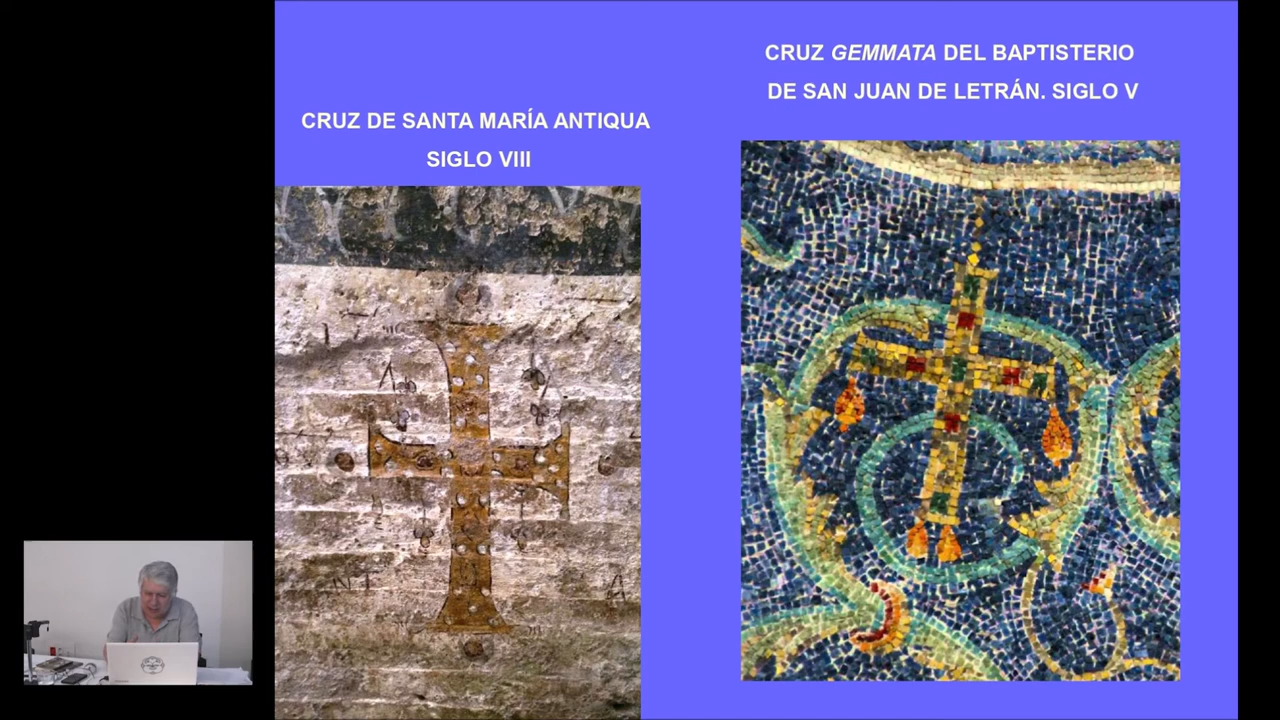 CRUZ DE SANTA MARÍA ANTIQUA
SIGLO VIII
CRUZ GEMMATA DEL BAPTISTERIO
DE SAN JUAN DE LETRÁN. SIGLO V